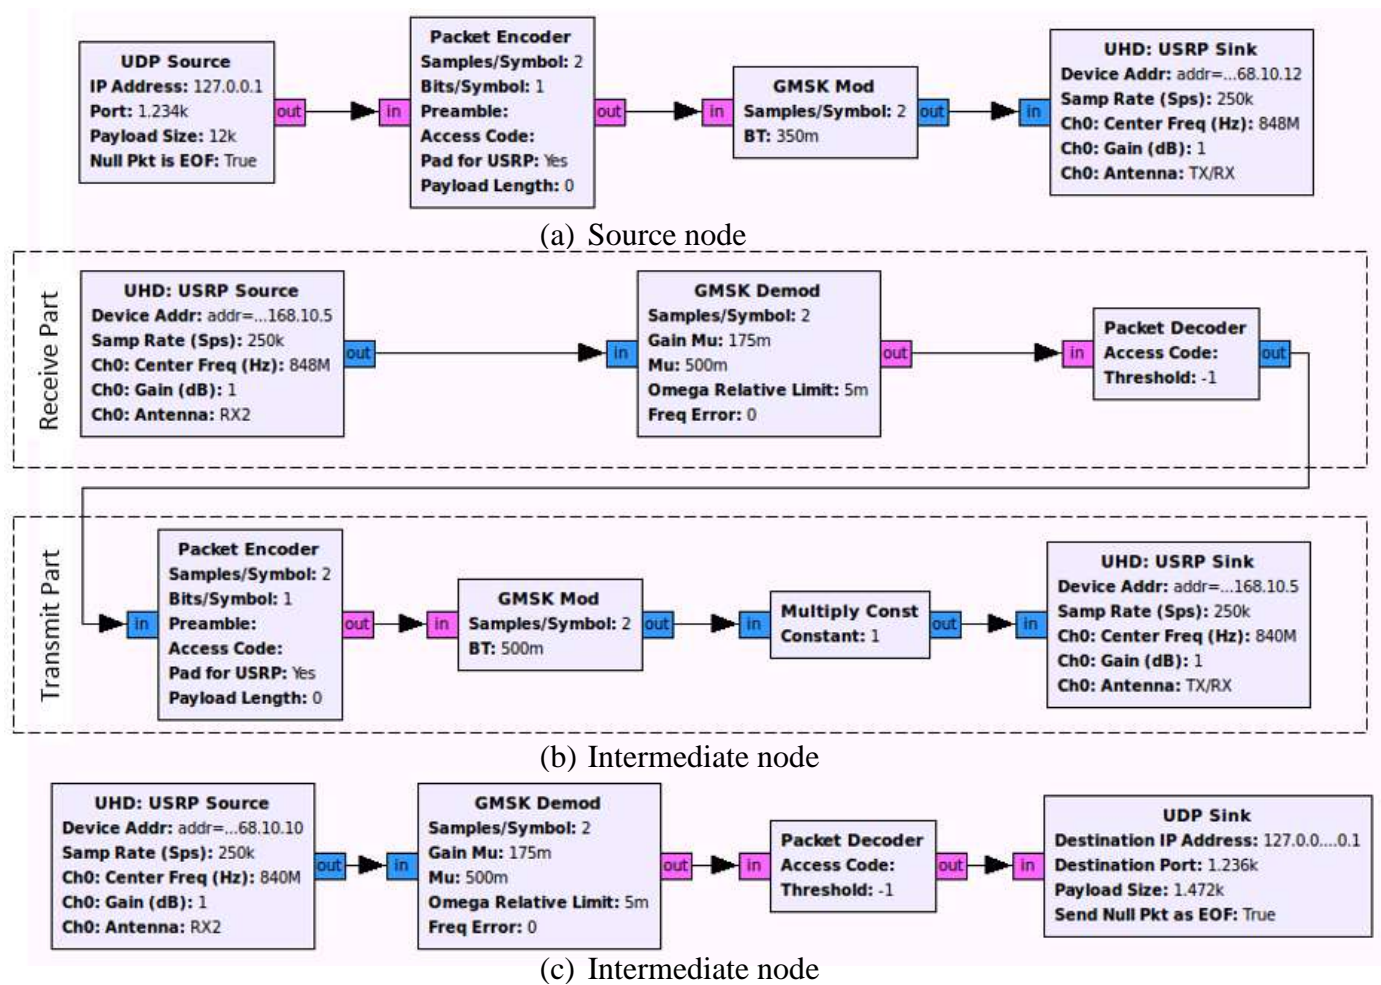 UDP Source
IP Address: 127.0.0.1
Port: 1.234k
Payload Size: 12k
Null Pkt is EOF: True
out
in
Packet Encoder
Samples/Symbol: 2
Bits/Symbol: 1
Preamble:
Access Code:
Pad for USRP: Yes
Payload Length: 0
out
in
GMSK Mod
Samples/Symbol: 2
BT: 350m
out
in
UHD: USRP Sink
Device Addr: addr=...68.10.12
Samp Rate (Sps): 250k
Ch0: Center Freq (Hz): 848M
Ch0: Gain (dB): 1
Ch0: Antenna: TX/RX
(a) Source node
Receive Part
UHD: USRP Source
Device Addr: addr=...168.10.5
Samp Rate (Sps): 250k
Ch0: Center Freq (Hz): 848M
Ch0: Gain (dB): 1
Ch0: Antenna: RX2
out
in
GMSK Demod
Samples/Symbol: 2
Gain Mu: 175m
Mu: 500m
Omega Relative Limit: 5m
Freq Error: 0
out
in
Packet Decoder
Access Code:
Threshold: -1
out
Transmit Part
in
Packet Encoder
Samples/Symbol: 2
Bits/Symbol: 1
Preamble:
Access Code:
Pad for USRP: Yes
Payload Length: 0
out
in
GMSK Mod
Samples/Symbol: 2
BT: 500m
out
in
Multiply Const
Constant: 1
out
in
UHD: USRP Sink
Device Addr: addr=...168.10.5
Samp Rate (Sps): 250k
Ch0: Center Freq (Hz): 840M
Ch0: Gain (dB): 1
Ch0: Antenna: TX/RX
(b) Intermediate node
UHD: USRP Source
Device Addr: addr=...68.10.10
Samp Rate (Sps): 250k
Ch0: Center Freq (Hz): 840M
Ch0: Gain (dB): 1
Ch0: Antenna: RX2
out
in
GMSK Demod
Samples/Symbol: 2
Gain Mu: 175m
Mu: 500m
Omega Relative Limit: 5m
Freq Error: 0
out
in
Packet Decoder
Access Code:
Threshold: -1
out
in
UDP Sink
Destination IP Address: 127.0.0....0.1
Destination Port: 1.236k
Payload Size: 1.472k
Send Null Pkt as EOF: True
(c) Intermediate node